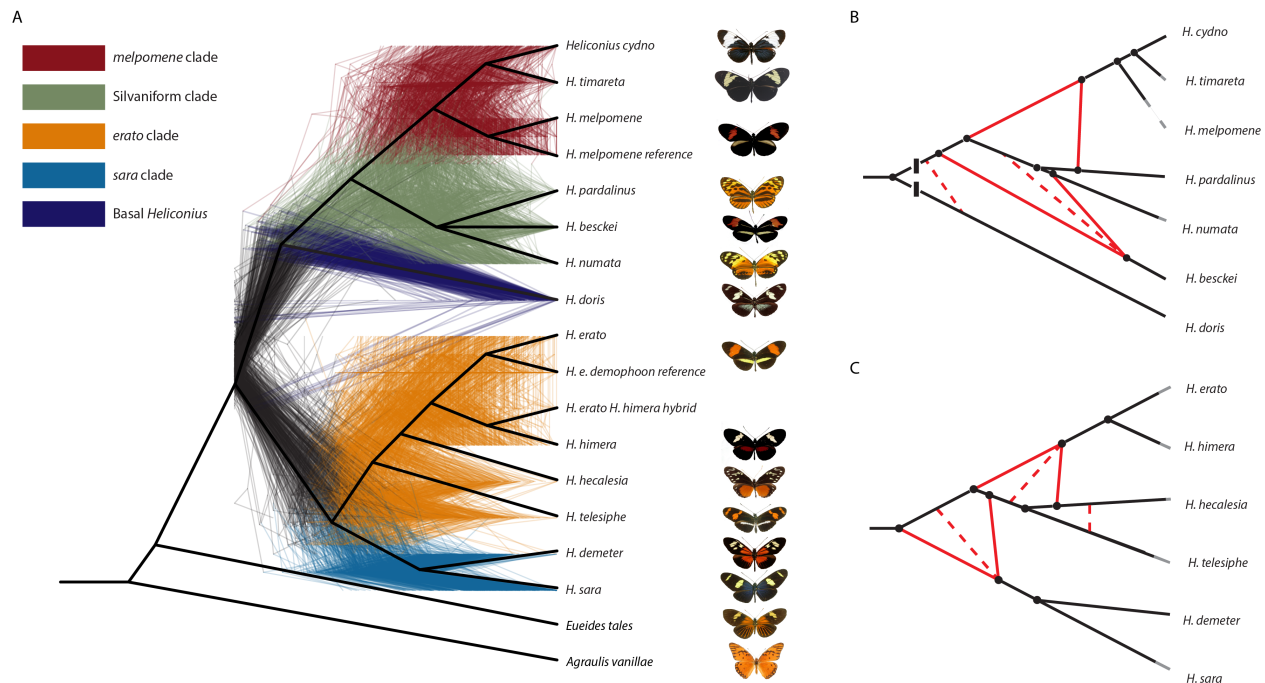 A
melpomene clade
Silvaniform clade
erato clade
sara clade
Basal Heliconius
Heliconius cydno
H. timareta
H. melpomene
H. melpomene reference
H. pardalinus
H. besckei
H. numata
H. doris
H. erato
H. e. demophoon reference
H. erato H. himera hybrid
H. himera
H. hecalesia
H. telesiphe
H. demeter
H. sara
Eueides tales
Agraulis vanillae
B
H. cydno
H. timareta
H. melpomene
H. pardalinus
H. numata
H. besckei
H. doris
C
H. erato
H. himera
H. hecalesia
H. telesiphe
H. demeter
H. sara